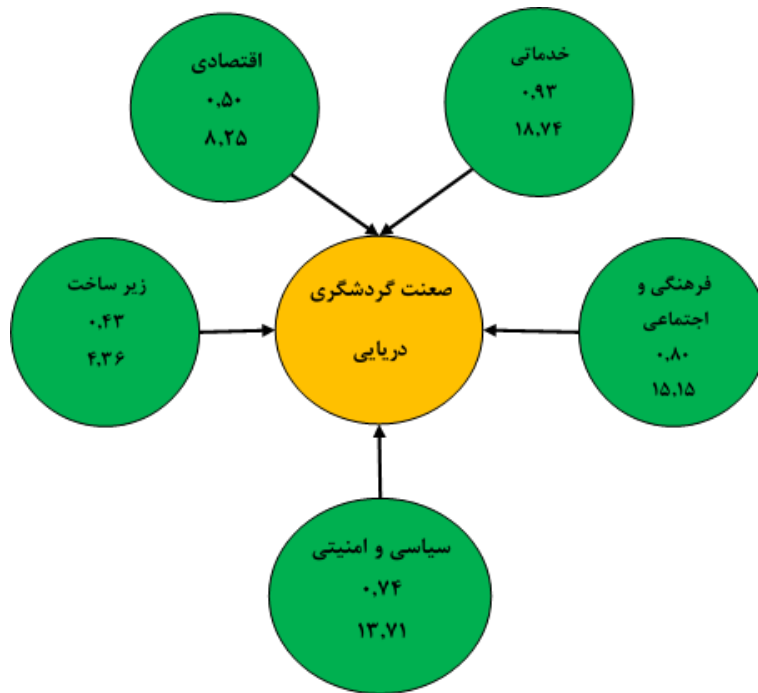 خدماتی
۰,۹۳
۱۸,۷۴
اقتصادی
۰,۵۰
۸,۲۵
صعنت گردشگری
دریایی
فرهنگی و
اجتماعی
۰,۸۰
۱۵,۱۵
زیر ساخت
۰,۴۳
۴,۳۶
سیاسی و امنیتی
۰,۷۴
۱۳,۷۱